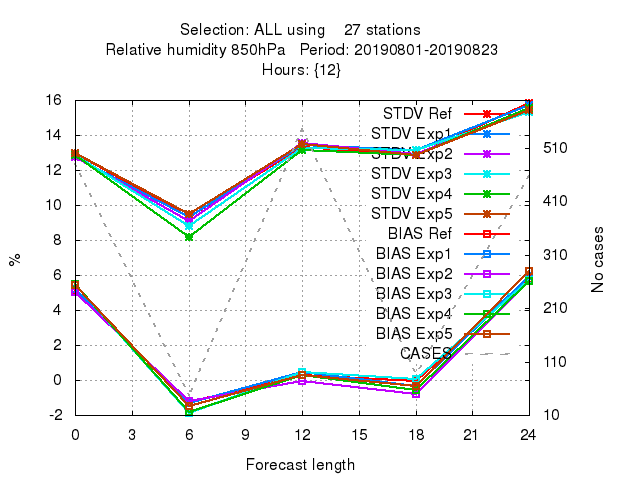 Selection: ALL using 27 stations
Relative humidity 850hPa Period: 20190801-20190823
Hours: {12}
16
14
12
10
8
6
4
2
0
-2
%
0 3 6 9 12 15 18 21 24
Forecast length
510
410
310
210
110
10
No cases
STDV Ref
STDV Exp1
STDV Exp2
STDV Exp3
STDV Exp4
STDV Exp5
BIAS Ref
BIAS Exp1
BIAS Exp2
BIAS Exp3
BIAS Exp4
BIAS Exp5
CASES